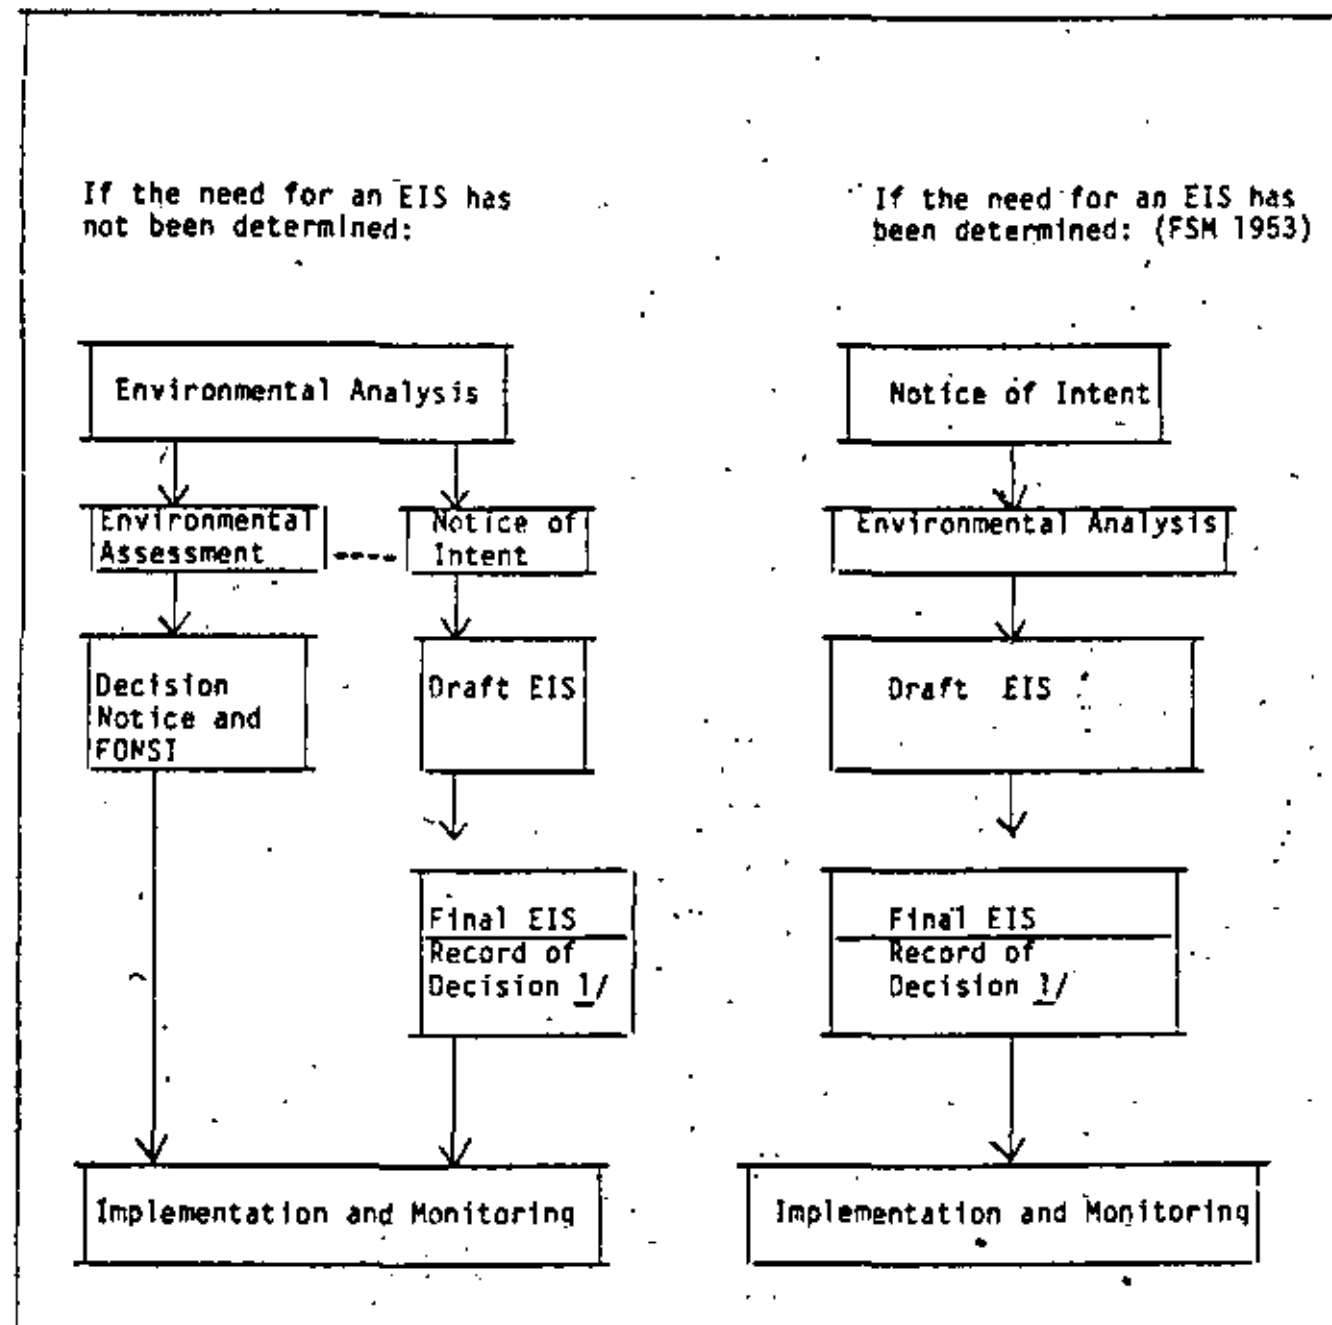 If the need for an EIS has
not been determined:
If the need for an EIS has
been determined: (FSM 1953)
Environmental Analysis
Notice of Intent
Environmental
Assessment
Notice of
Intent
Environmental Analysis
Decision
Notice and
FONSI
Draft EIS
Draft EIS
Final EIS
Record of
Decision 1/
Final EIS
Record of
Decision 1/
Implementation and Monitoring
Implementation and Monitoring